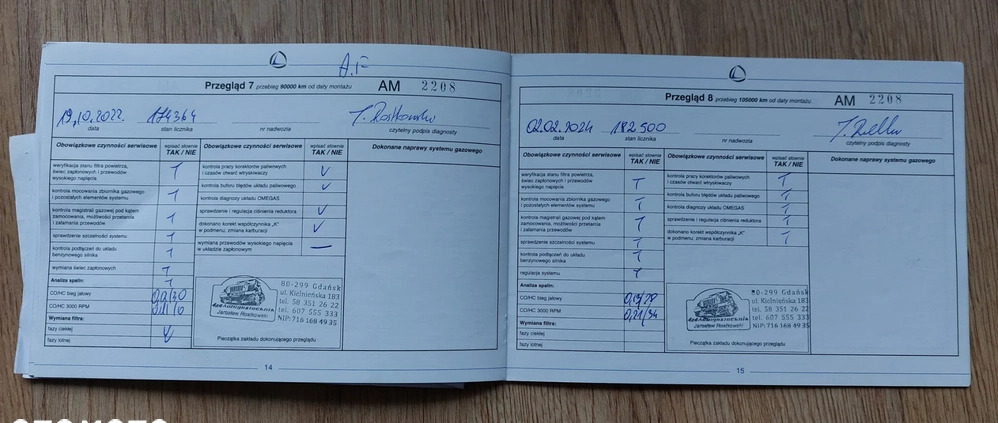 A.F
Przegląd 7 przebieg 90000 km od daty montażu AM 2208
19.10.2022. 174364 J. Rostkowski
data stan licznika nr nadwozia czytelny podpis diagnosty
Obowiązkowe czynności serwisowe wpisać słownie TAK / NIE
weryfikacja stanu filtra powietrza, świec zapłonowych i przewodów wysokiego napięcia T
kontrola mocowania zbiornika gazowego i pozostałych elementów systemu T
kontrola magistrali gazowej pod kątem zamocowania, możliwości przetarcia i załamania przewodów T
sprawdzenie szczelności systemu T
kontrola podłączeń do układu benzynowego silnika T
wymiana świec zapłonowych T
Analiza spalin: T
CO/HC bieg jałowy
CO/HC 3000 RPM
Wymiana filtra:
fazy ciekłej V
fazy lotnej
Obowiązkowe czynności serwisowe wpisać słownie TAK / NIE
kontrola pracy korektorów paliwowych i czasów otwarć wtryskiwaczy V
kontrola buforu błędów układu paliwowego V
kontrola diagnozy układu OMEGAS
sprawdzenie i regulacja ciśnienia reduktora V
dokonano korekt współczynnika „K" w podmenu; zmiana karburacji V
wymiana przewodów wysokiego napięcia w układzie zapłonowym —
80-299 Gdańsk
ul. Kielnieńska 183
tel. 58 351 26 22
tel. 607 555 333
NIP: 716 168 49 35
Jarosław Rostkowski
Pieczątka zakładu dokonującego przeglądu
Dokonane naprawy systemu gazowego
14
Przegląd 8 przebieg 105000 km od daty montażu AM 2208
02.02.2024 182500
data stan licznika nr nadwozia czytelny podpis diagnosty
Obowiązkowe czynności serwisowe wpisać słownie TAK / NIE
weryfikacja stanu filtra powietrza, świec zapłonowych i przewodów wysokiego napięcia T
kontrola mocowania zbiornika gazowego i pozostałych elementów systemu T
kontrola magistrali gazowej pod kątem zamocowania, możliwości przetarcia i załamania przewodów T
sprawdzenie szczelności systemu T
kontrola podłączeń do układu benzynowego silnika T
regulacja systemu T
Analiza spalin:
CO/HC bieg jałowy 0,15/28
CO/HC 3000 RPM 0,21/34
Wymiana filtra:
fazy ciekłej
fazy lotnej
Obowiązkowe czynności serwisowe wpisać słownie TAK / NIE
kontrola pracy korektorów paliwowych i czasów otwarć wtryskiwaczy T
kontrola buforu błędów układu paliwowego T
kontrola diagnozy układu OMEGAS T
sprawdzenie i regulacja ciśnienia reduktora T
dokonano korekt współczynnika „K" w podmenu; zmiana karburacji T
80-299 Gdańsk
ul. Kielnieńska 183
tel. 58 351 26 22
tel. 607 555 333
NIP: 716 168 49 35
Jarosław Rostkowski
Pieczątka zakładu dokonującego przeglądu
Dokonane naprawy systemu gazowego
15